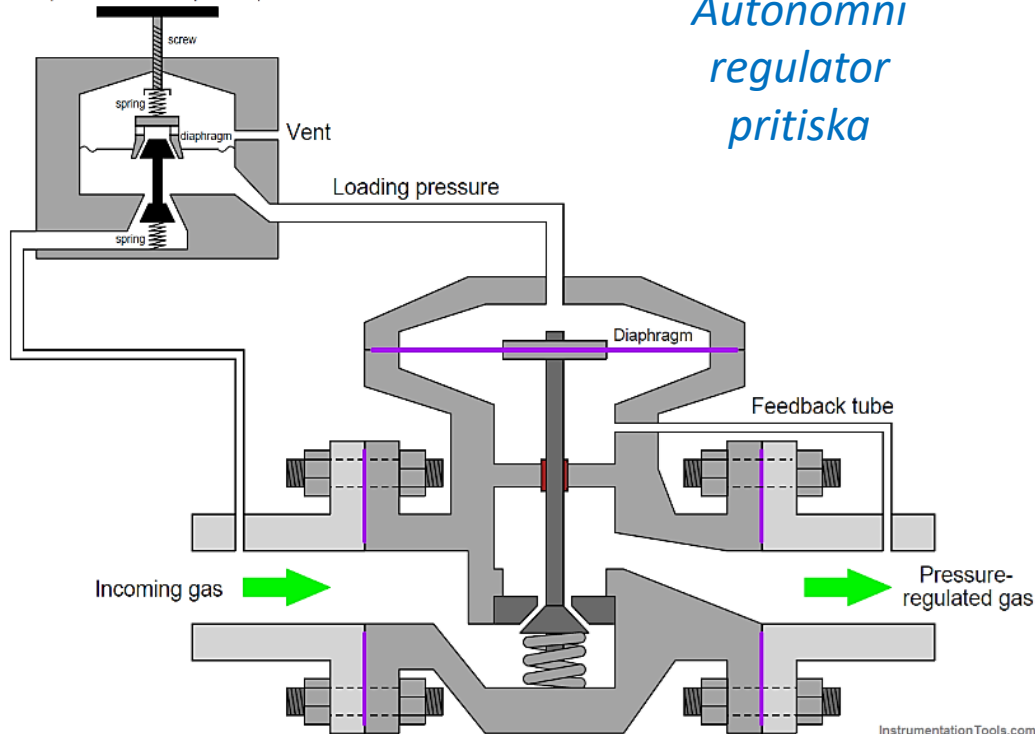 Autonomni
regulator
pritiska
screw
spring
diaphragm
Vent
Loading pressure
spring
Diaphragm
Feedback tube
Incoming gas
Pressure-
regulated gas
InstrumentationTools.com